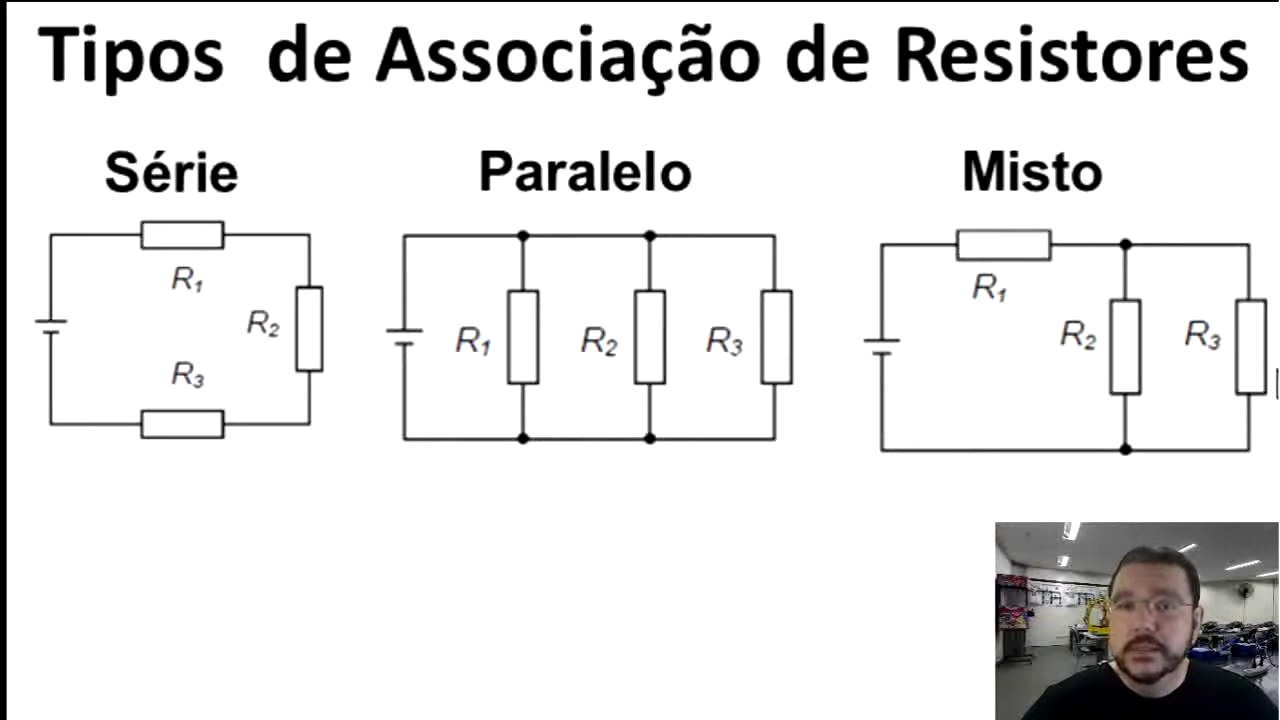 Tipos de Associação de Resistores
Série
Paralelo
Misto
R1
R2
R3
R1
R2
R3
R1
R2
R3